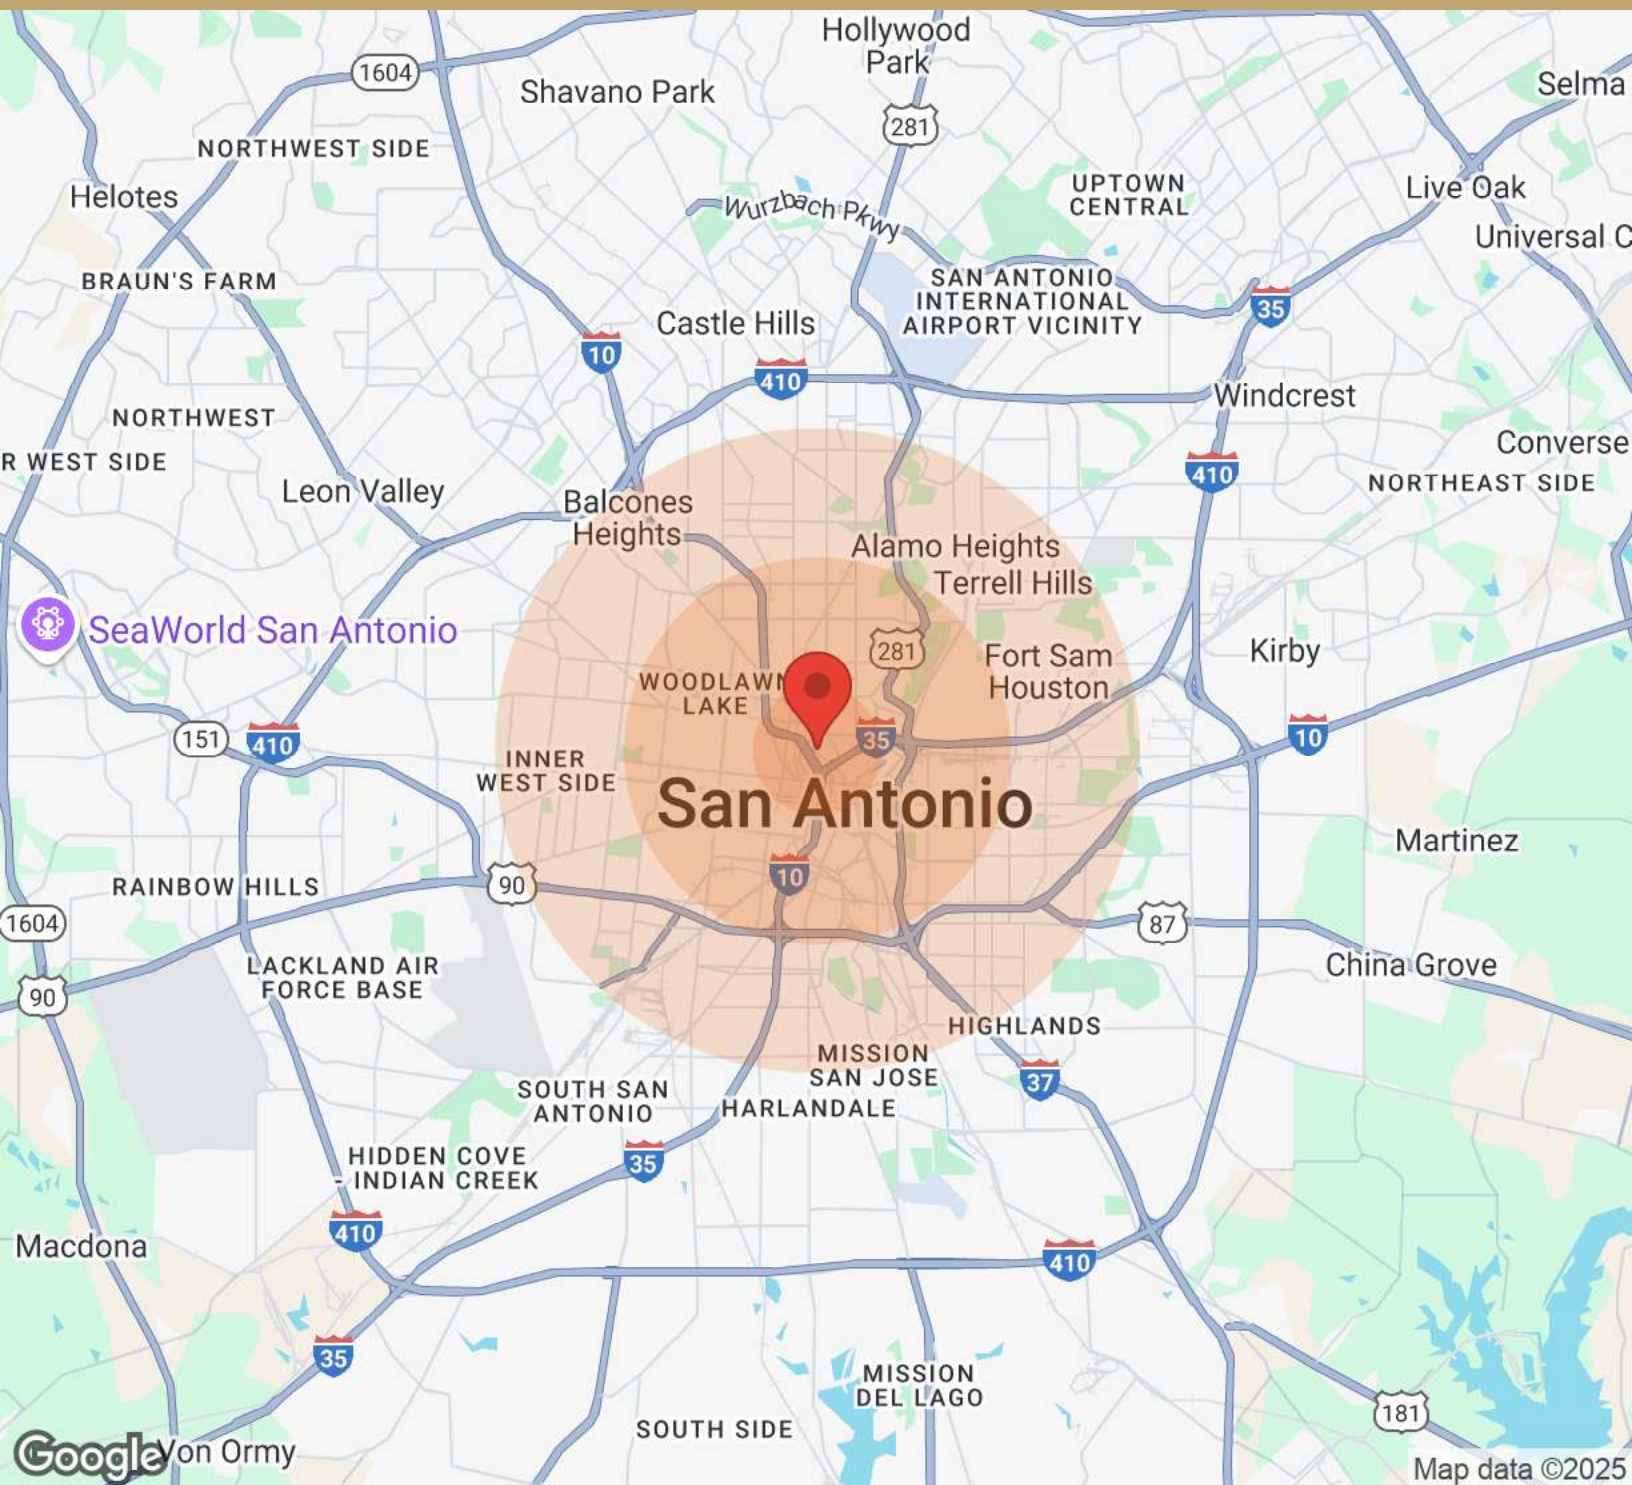 Hollywood
Park
Selma
1604
Shavano Park
281
NORTHWEST SIDE
UPTOWN
CENTRAL
Live Oak
Helotes
Wurzbach Pkwy
Universal C
BRAUN'S FARM
SAN ANTONIO
INTERNATIONAL
AIRPORT VICINITY
35
Castle Hills
10
410
Windcrest
NORTHWEST
Converse
R WEST SIDE
410
NORTHEAST SIDE
Leon Valley
Balcones
Heights
Alamo Heights
Terrell Hills
SeaWorld San Antonio
281
Fort Sam
Houston
Kirby
WOODLAWN
LAKE
151
410
35
10
INNER
WEST SIDE
San Antonio
Martinez
10
RAINBOW HILLS
90
1604
87
LACKLAND AIR
FORCE BASE
China Grove
90
HIGHLANDS
MISSION
SAN JOSE
37
SOUTH SAN
ANTONIO
HARLANDALE
HIDDEN COVE
- INDIAN CREEK
35
410
Macdona
410
35
MISSION
DEL LAGO
181
SOUTH SIDE
Google
Von Ormy
Map data ©2025